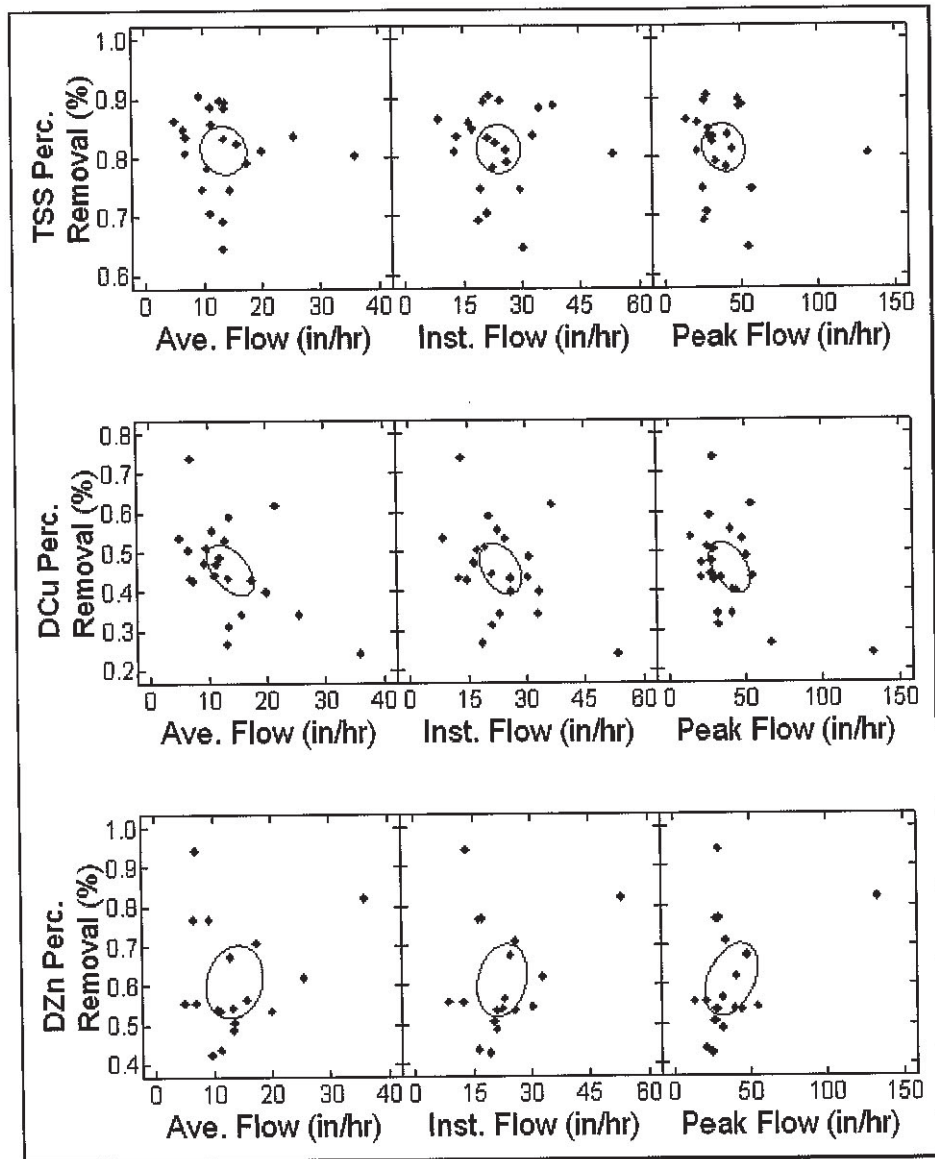 TSS Perc.
Removal (%)
1.0
0.9
0.8
0.7
0.6
0 10 20 30 40 0 15 30 45 60 0 50 100 150
Ave. Flow (in/hr) Inst. Flow (in/hr) Peak Flow (in/hr)
DCu Perc.
Removal (%)
0.8
0.7
0.6
0.5
0.4
0.3
0.2
0 10 20 30 40 0 15 30 45 60 0 50 100 150
Ave. Flow (in/hr) Inst. Flow (in/hr) Peak Flow (in/hr)
DZn Perc.
Removal (%)
1.0
0.9
0.8
0.7
0.6
0.5
0.4
0 10 20 30 40 0 15 30 45 60 0 50 100 150
Ave. Flow (in/hr) Inst. Flow (in/hr) Peak Flow (in/hr)